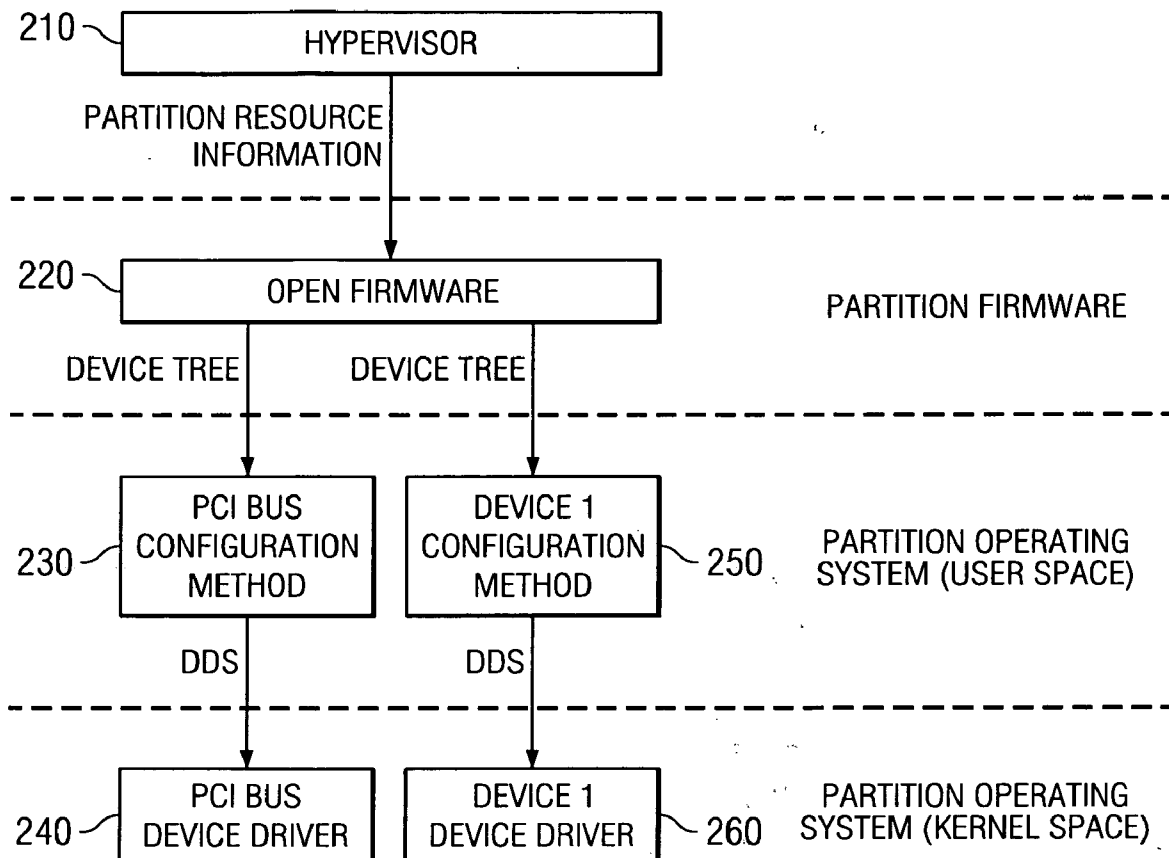 210
HYPERVISOR
PARTITION RESOURCE
INFORMATION
220
OPEN FIRMWARE
PARTITION FIRMWARE
DEVICE TREE
DEVICE TREE
230
PCI BUS
CONFIGURATION
METHOD
DEVICE 1
CONFIGURATION
METHOD
250
PARTITION OPERATING
SYSTEM (USER SPACE)
DDS
DDS
240
PCI BUS
DEVICE DRIVER
DEVICE 1
DEVICE DRIVER
260
PARTITION OPERATING
SYSTEM (KERNEL SPACE)